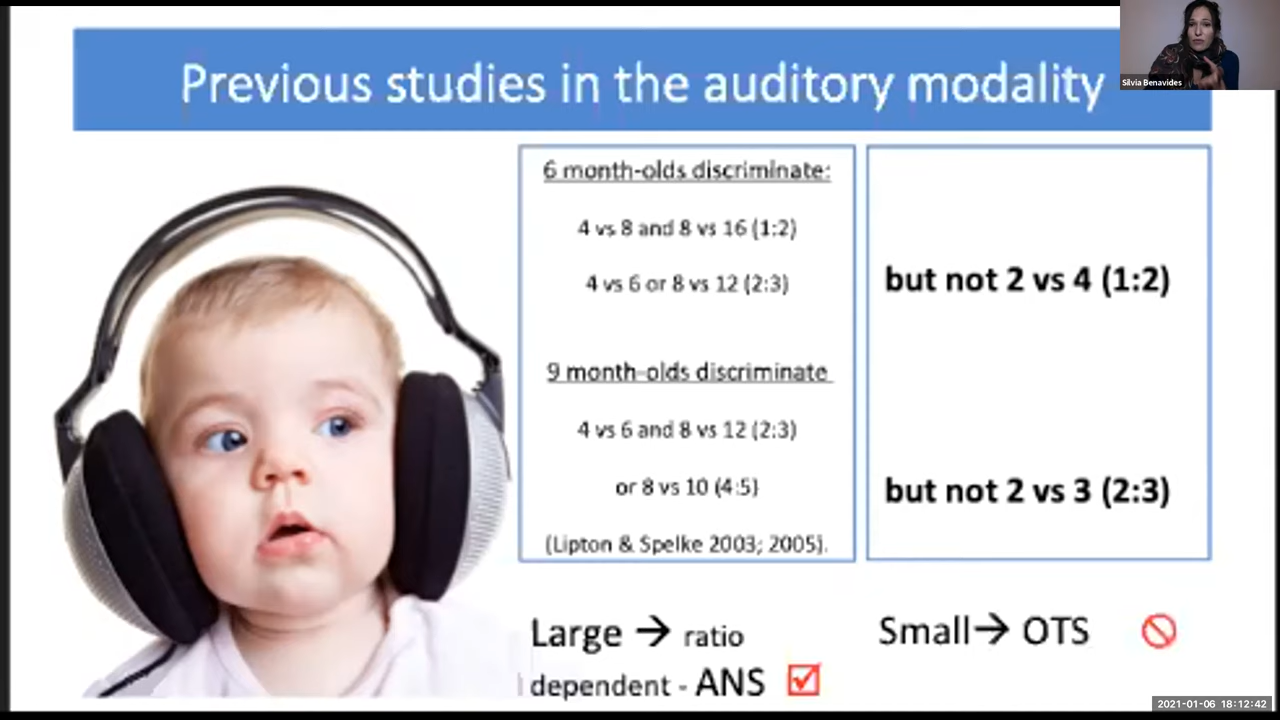 Previous studies in the auditory modality
Silvia Benavides
6 month-olds discriminate:
4 vs 8 and 8 vs 16 (1:2)
4 vs 6 or 8 vs 12 (2:3)
9 month-olds discriminate
4 vs 6 and 8 vs 12 (2:3)
or 8 vs 10 (4:5)
(Lipton & Spelke 2003; 2005).
but not 2 vs 4 (1:2)
but not 2 vs 3 (2:3)
Large → ratio
dependent - ANS
Small→ OTS
2021-01-06 18:12:42